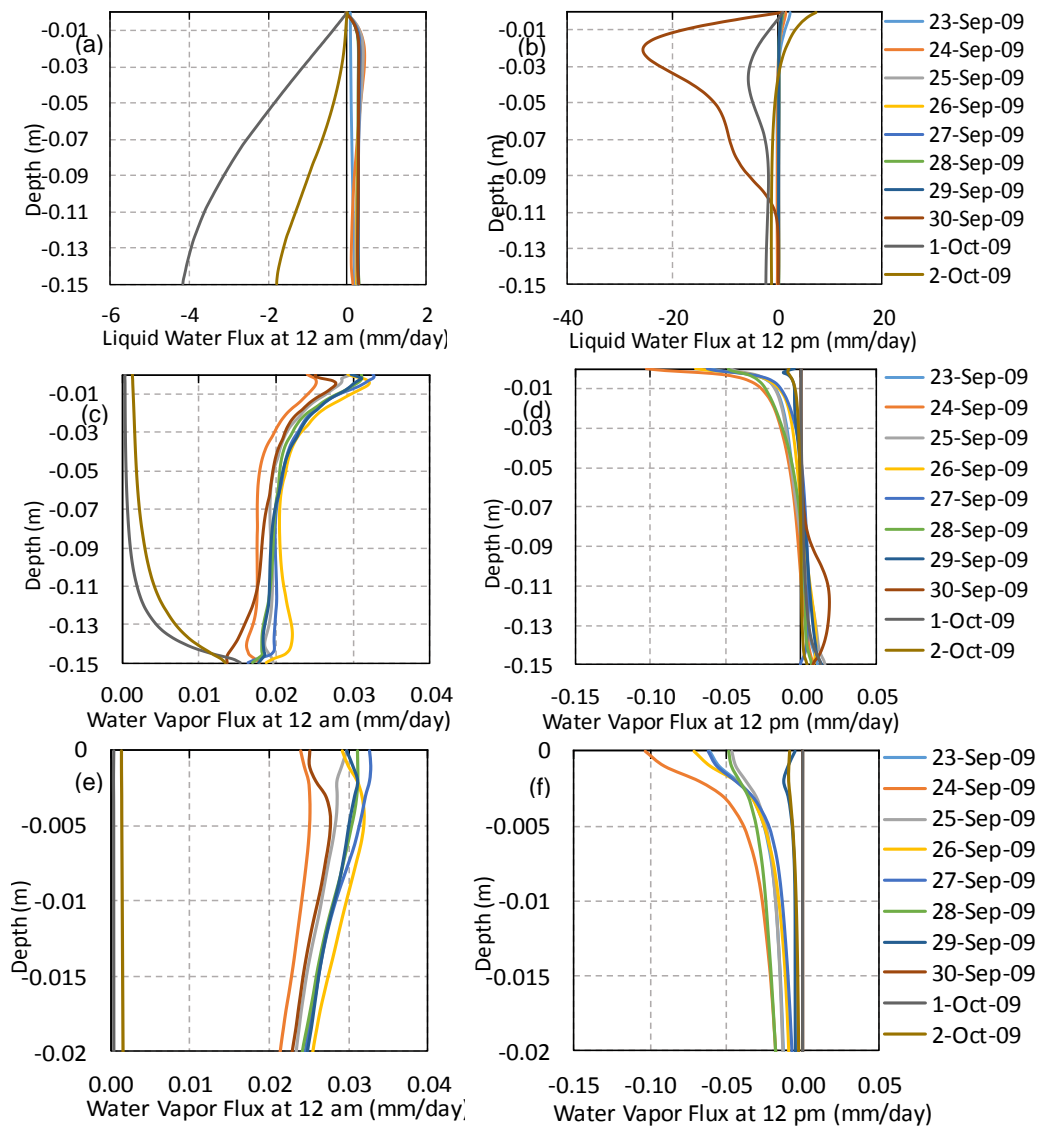 (a)
-0.01
-0.03
-0.05
-0.07
-0.09
-0.11
-0.13
-0.15
Depth (m)
-6
-4
-2
0
2
Liquid Water Flux at 12 am (mm/day)
(b)
-0.01
-0.03
-0.05
-0.07
-0.09
-0.11
-0.13
-0.15
Depth (m)
-40
-20
0
20
Liquid Water Flux at 12 pm (mm/day)
23-Sep-09
24-Sep-09
25-Sep-09
26-Sep-09
27-Sep-09
28-Sep-09
29-Sep-09
30-Sep-09
1-Oct-09
2-Oct-09
(c)
-0.01
-0.03
-0.05
-0.07
-0.09
-0.11
-0.13
-0.15
Depth (m)
0.00
0.01
0.02
0.03
0.04
Water Vapor Flux at 12 am (mm/day)
(d)
-0.01
-0.03
-0.05
-0.07
-0.09
-0.11
-0.13
-0.15
Depth (m)
-0.15
-0.10
-0.05
0.00
0.05
Water Vapor Flux at 12 pm (mm/day)
23-Sep-09
24-Sep-09
25-Sep-09
26-Sep-09
27-Sep-09
28-Sep-09
29-Sep-09
30-Sep-09
1-Oct-09
2-Oct-09
(e)
0
-0.005
-0.01
-0.015
-0.02
Depth (m)
0.00
0.01
0.02
0.03
0.04
Water Vapor Flux at 12 am (mm/day)
(f)
0
-0.005
-0.01
-0.015
-0.02
Depth (m)
-0.15
-0.10
-0.05
0.00
0.05
Water Vapor Flux at 12 pm (mm/day)
23-Sep-09
24-Sep-09
25-Sep-09
26-Sep-09
27-Sep-09
28-Sep-09
29-Sep-09
30-Sep-09
1-Oct-09
2-Oct-09